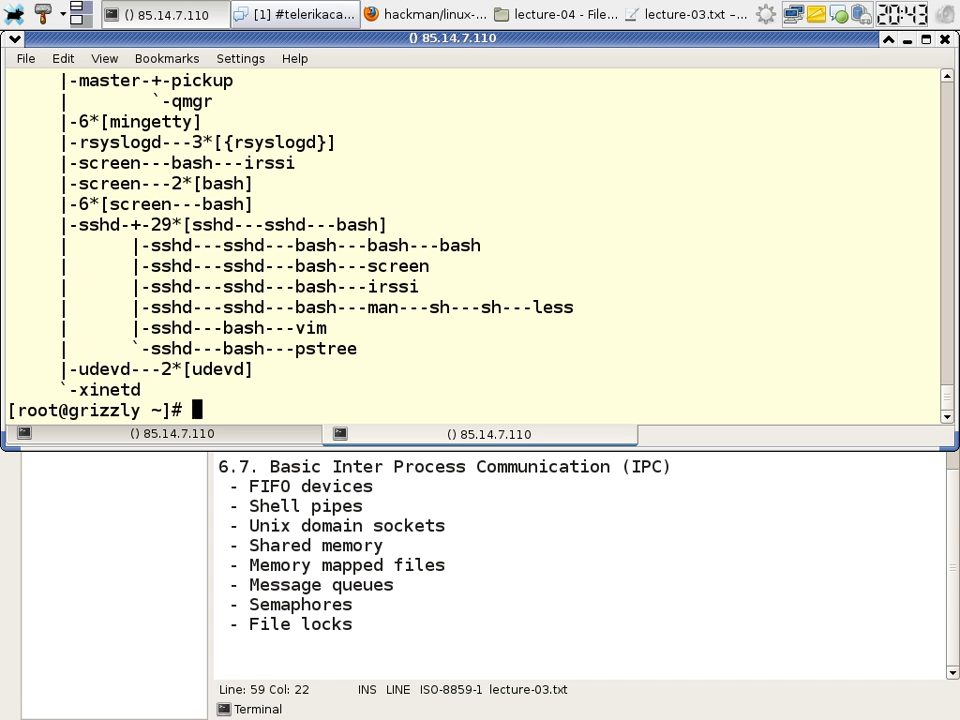 () 85.14.7.110
[1] #telerikaca...
hackman/linux-...
lecture-04 - File...
lecture-03.txt –...
20:43
() 85.14.7.110
File Edit View Bookmarks Settings Help
|-master-+-pickup
|        `-qmgr
|-6*[mingetty]
|-rsyslogd---3*[{rsyslogd}]
|-screen---bash---irssi
|-screen---2*[bash]
|-6*[screen---bash]
|-sshd-+-29*[sshd---sshd---bash]
|      |-sshd---sshd---bash---bash---bash
|      |-sshd---sshd---bash---screen
|      |-sshd---sshd---bash---irssi
|      |-sshd---sshd---bash---man---sh---sh---less
|      |-sshd---bash---vim
|      `-sshd---bash---pstree
|-udevd---2*[udevd]
`-xinetd
[root@grizzly ~]#
() 85.14.7.110 () 85.14.7.110
6.7. Basic Inter Process Communication (IPC)
- FIFO devices
- Shell pipes
- Unix domain sockets
- Shared memory
- Memory mapped files
- Message queues
- Semaphores
- File locks
Line: 59 Col: 22 INS LINE ISO-8859-1 lecture-03.txt
Terminal